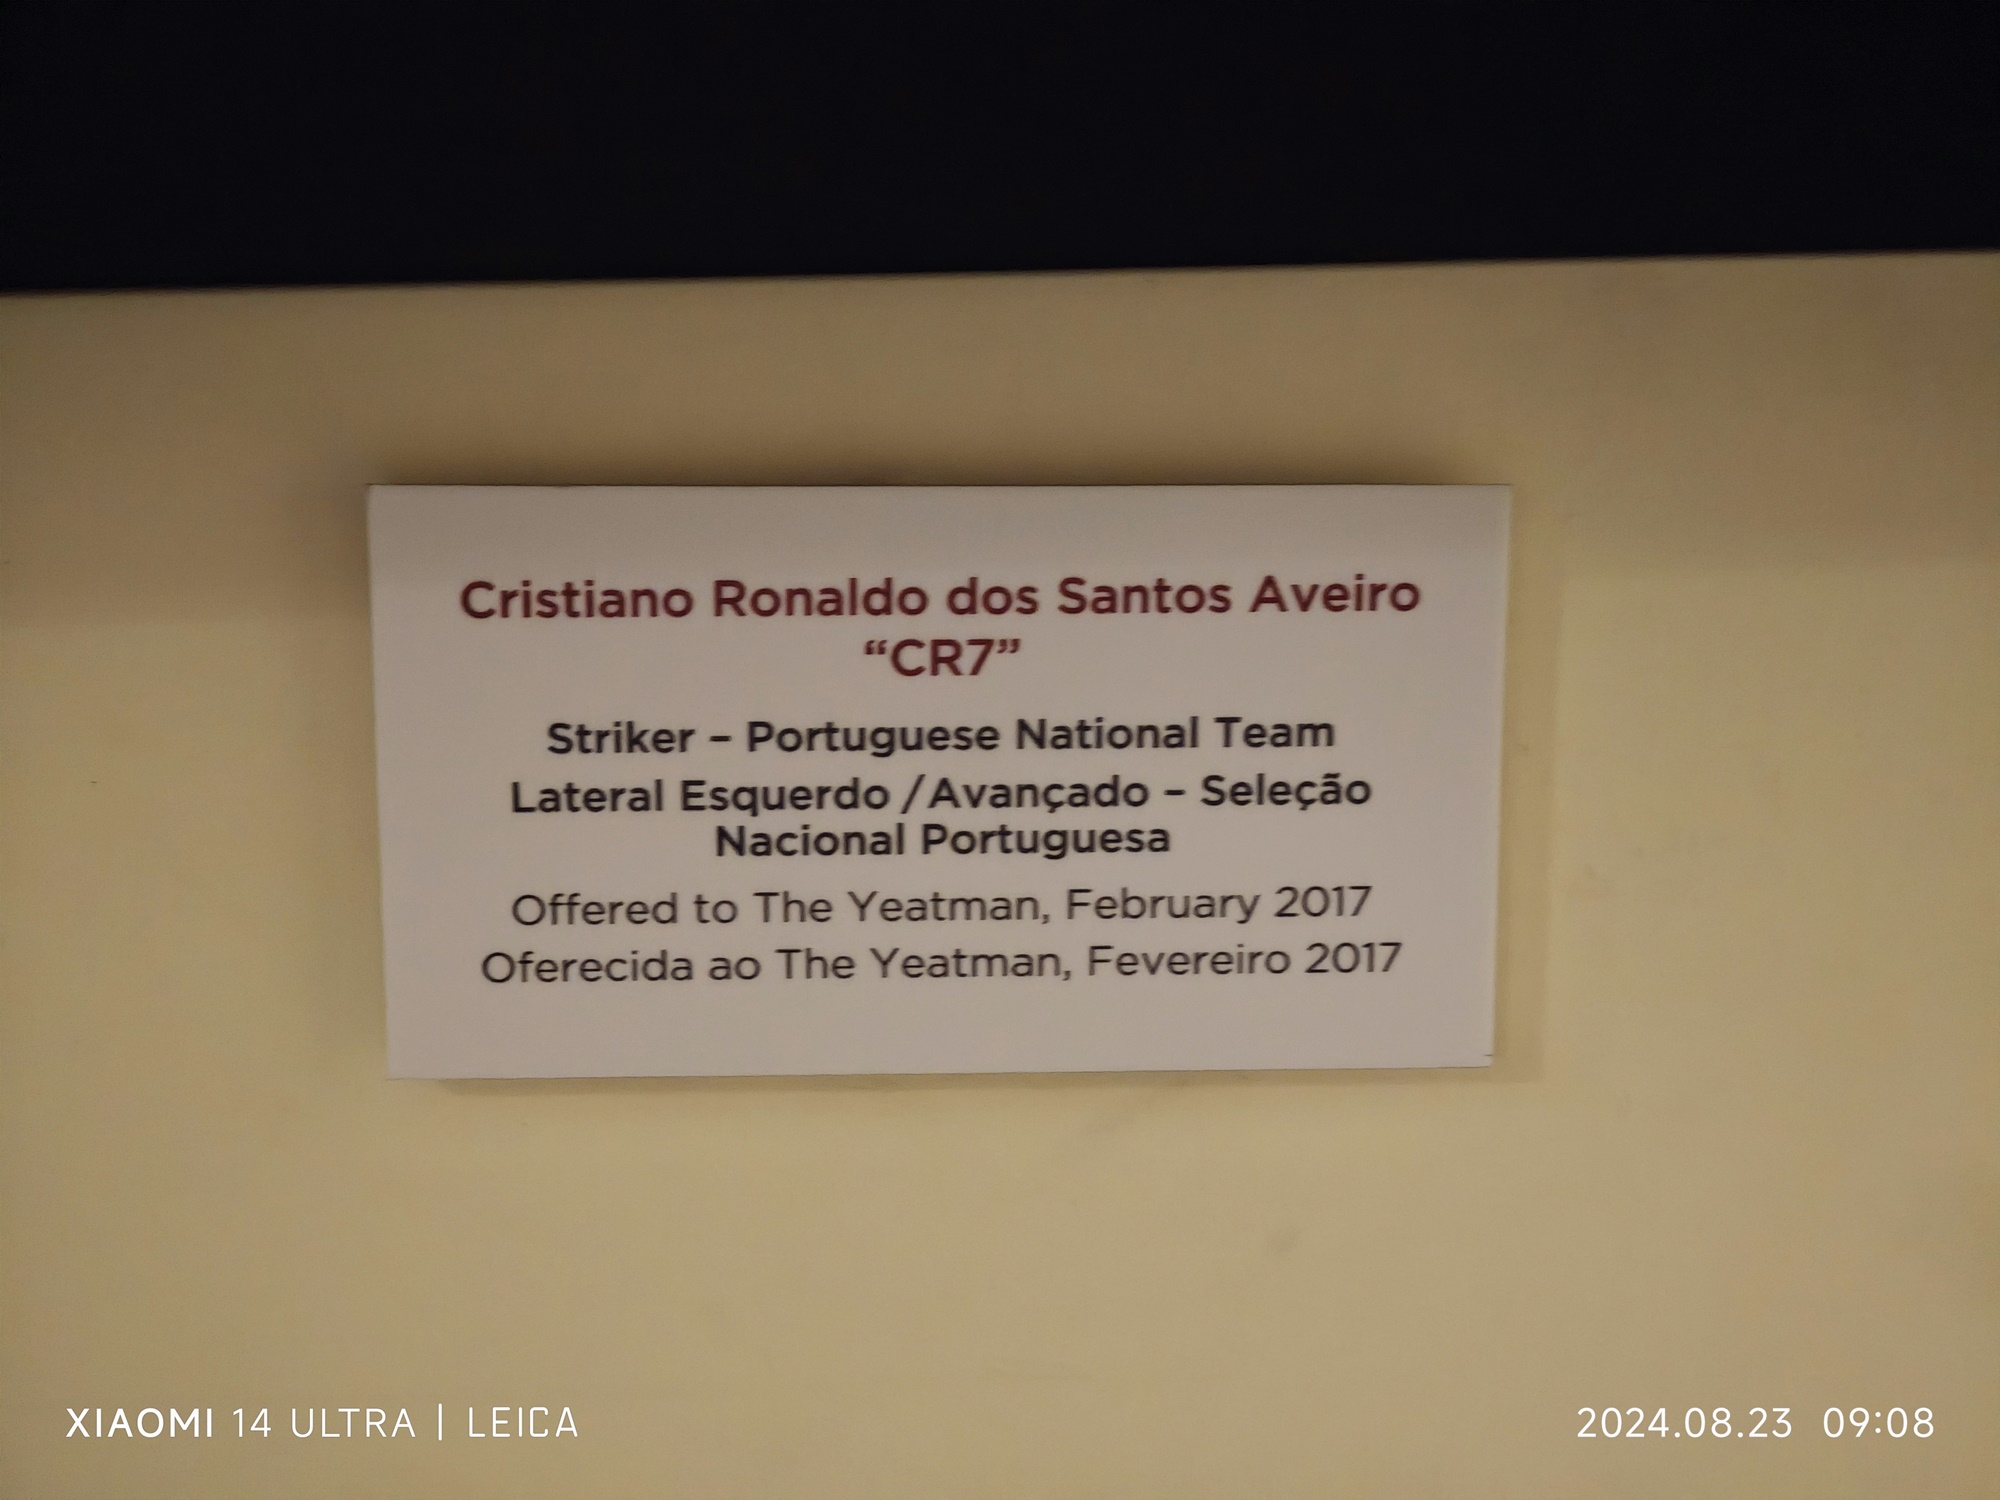 Cristiano Ronaldo dos Santos Aveiro
“CR7”
Striker – Portuguese National Team
Lateral Esquerdo /Avançado – Seleção
Nacional Portuguesa
Offered to The Yeatman, February 2017
Oferecida ao The Yeatman, Fevereiro 2017
XIAOMI 14 ULTRA | LEICA
2024.08.23 09:08